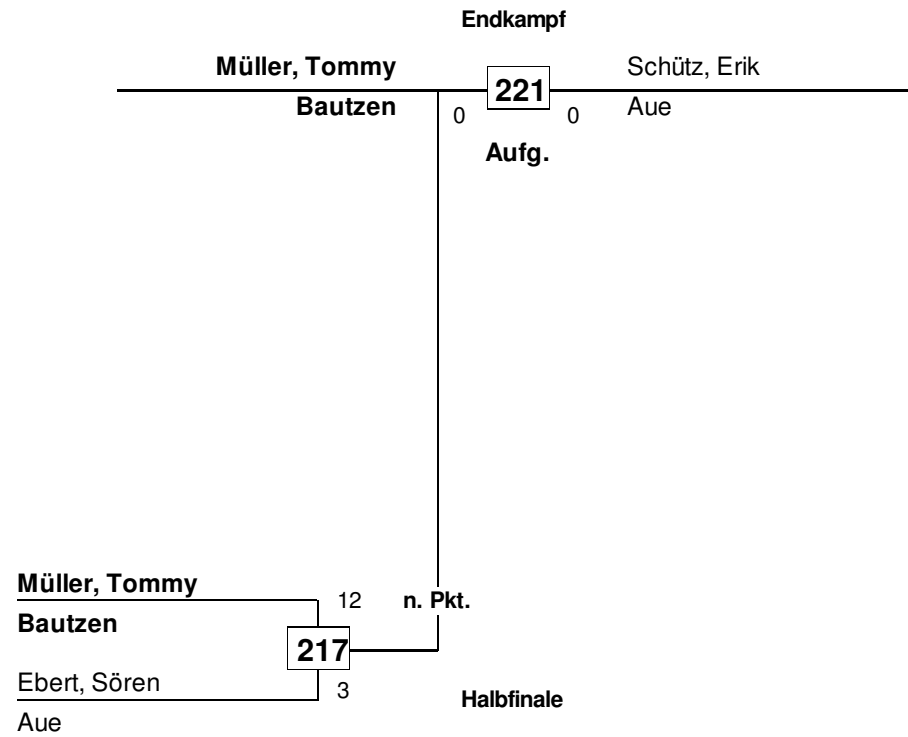 Endkampf
Müller, Tommy
Bautzen
0
221
0
Aufg.
Schütz, Erik
Aue
Müller, Tommy
Bautzen
12
n. Pkt.
217
Ebert, Sören
Aue
3
Halbfinale